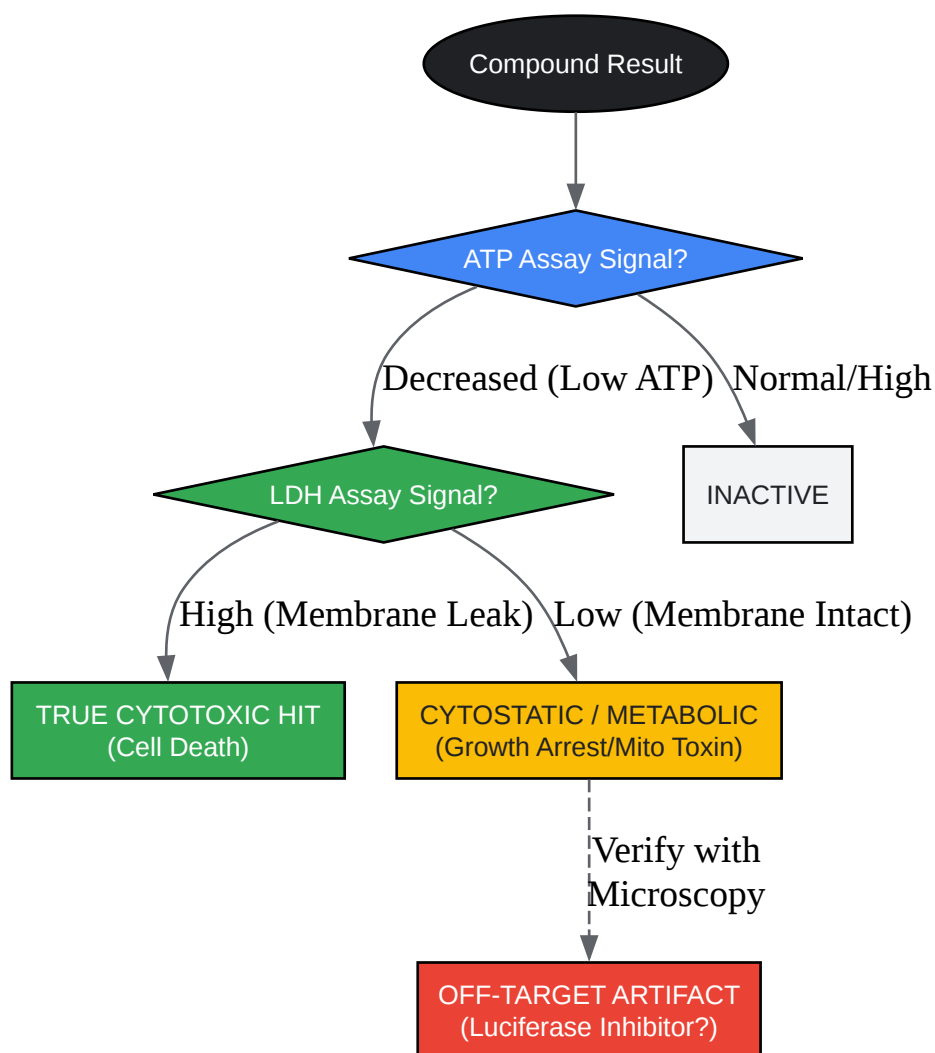 Compound Result
ATP Assay Signal?
Decreased (Low ATP)
Normal/High
LDH Assay Signal?
INACTIVE
High (Membrane Leak)
Low (Membrane Intact)
TRUE CYTOTOXIC HIT
(Cell Death)
CYTOSTATIC / METABOLIC
(Growth Arrest/Mito Toxin)
Verify with
Microscopy
OFF-TARGET ARTIFACT
(Luciferase Inhibitor?)